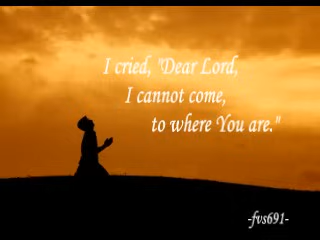 I cried, "Dear Lord,
I cannot come,
to where You are."
-fvs691-